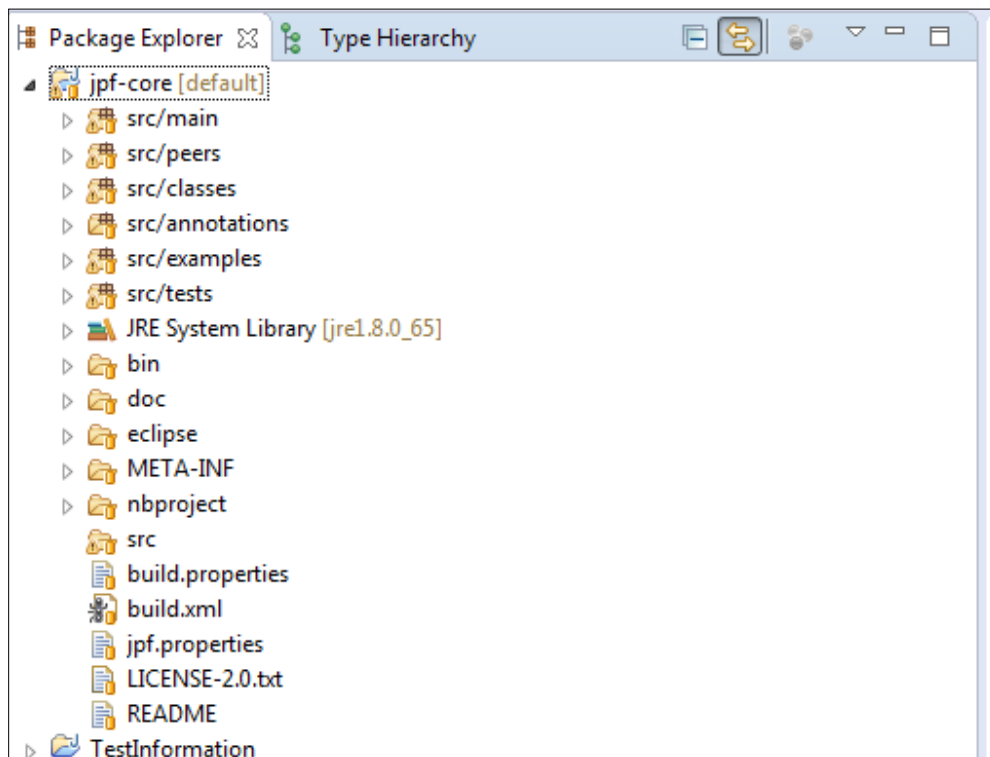 Package Explorer Type Hierarchy
jpf-core [default]
src/main
src/peers
src/classes
src/annotations
src/examples
src/tests
JRE System Library [jre1.8.0_65]
bin
doc
eclipse
META-INF
nbproject
src
build.properties
build.xml
jpf.properties
LICENSE-2.0.txt
README
TestInformation